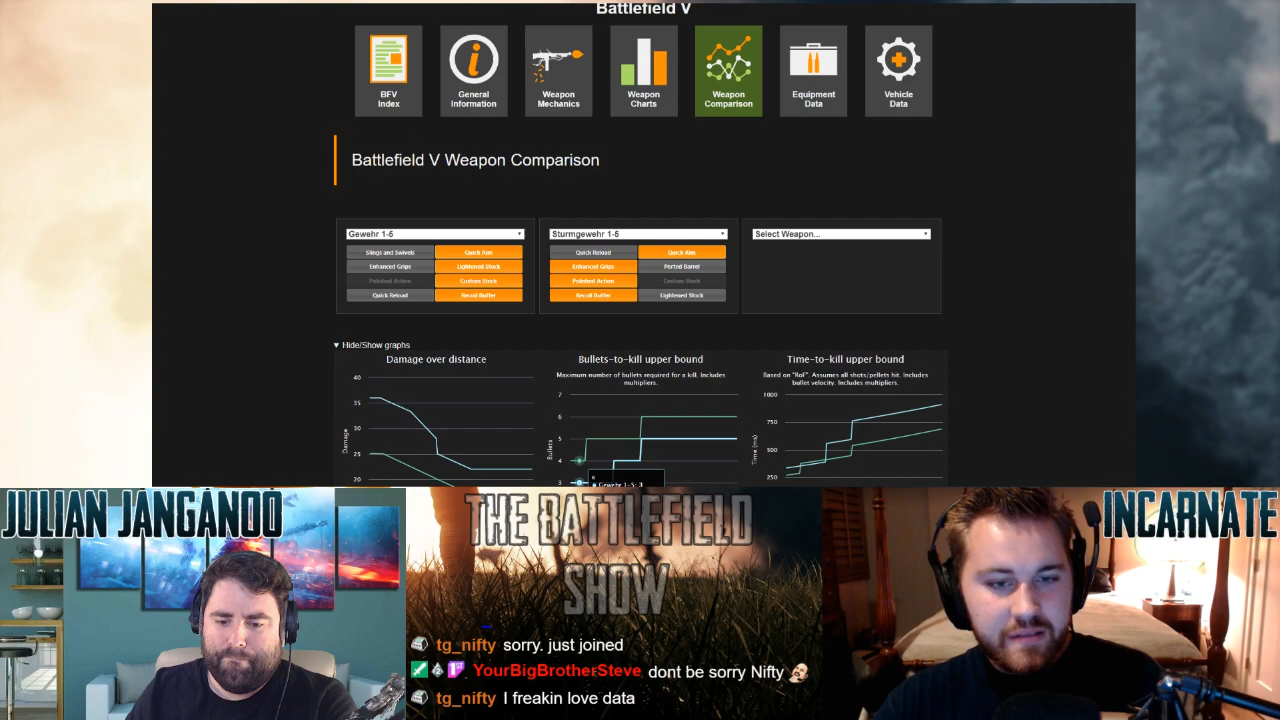 Battlefield V
BFV
Index
General
Information
Weapon
Mechanics
Weapon
Charts
Weapon
Comparison
Equipment
Data
Vehicle
Data
Battlefield V Weapon Comparison
Gewehr 1-5
Slings and Swivels
Quick Aim
Enhanced Grips
Lightened Stock
Polished Action
Custom Stock
Quick Reload
Recoil Buffer
Sturmgewehr 1-5
Quick Reload
Quick Aim
Enhanced Grips
Ported Barrel
Polished Action
Custom Stock
Recoil Buffer
Lightened Stock
Select Weapon...
▼ Hide/Show graphs
Damage over distance
40
35
30
25
20
Damage
Bullets-to-kill upper bound
Maximum number of bullets required for a kill. Includes
multipliers.
7
6
5
4
3
Bullets
6
Gewehr 1-5: 3
Time-to-kill upper bound
Based on "RoF". Assumes all shots/pellets hit. Includes
bullet velocity. Includes multipliers.
1000
750
500
250
Time (ms)
JULIAN JANGANOO
THE BATTLEFIELD
SHOW
INCARNATE
tg_nifty sorry. just joined
YourBigBrotherSteve dont be sorry Nifty
tg_nifty I freakin love data